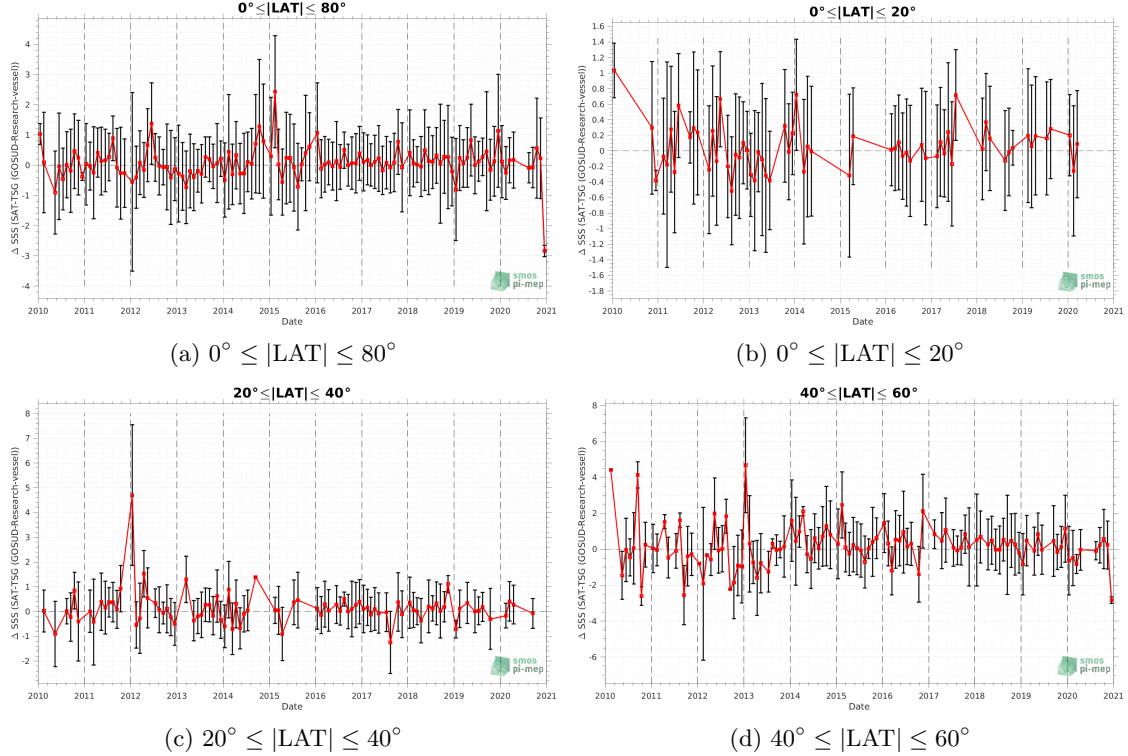 0°≤|LAT|≤ 80°
Δ SSS (SAT-TSG (GOSUD-Research-vessel))
4
3
2
1
0
-1
-2
-3
-4
2010 2011 2012 2013 2014 2015 2016 2017 2018 2019 2020 2021
Date
smos
pi-mep
(a) 0° ≤ |LAT| ≤ 80°
0°≤|LAT|≤ 20°
Δ SSS (SAT-TSG (GOSUD-Research-vessel))
1.6
1.4
1.2
1
0.8
0.6
0.4
0.2
0
-0.2
-0.4
-0.6
-0.8
-1
-1.2
-1.4
-1.6
-1.8
2010 2011 2012 2013 2014 2015 2016 2017 2018 2019 2020 2021
Date
smos
pi-mep
(b) 0° ≤ |LAT| ≤ 20°
20°≤|LAT|≤ 40°
Δ SSS (SAT-TSG (GOSUD-Research-vessel))
8
7
6
5
4
3
2
1
0
-1
-2
2010 2011 2012 2013 2014 2015 2016 2017 2018 2019 2020 2021
Date
smos
pi-mep
(c) 20° ≤ |LAT| ≤ 40°
40°≤|LAT|≤ 60°
Δ SSS (SAT-TSG (GOSUD-Research-vessel))
8
6
4
2
0
-2
-4
-6
2010 2011 2012 2013 2014 2015 2016 2017 2018 2019 2020 2021
Date
smos
pi-mep
(d) 40° ≤ |LAT| ≤ 60°